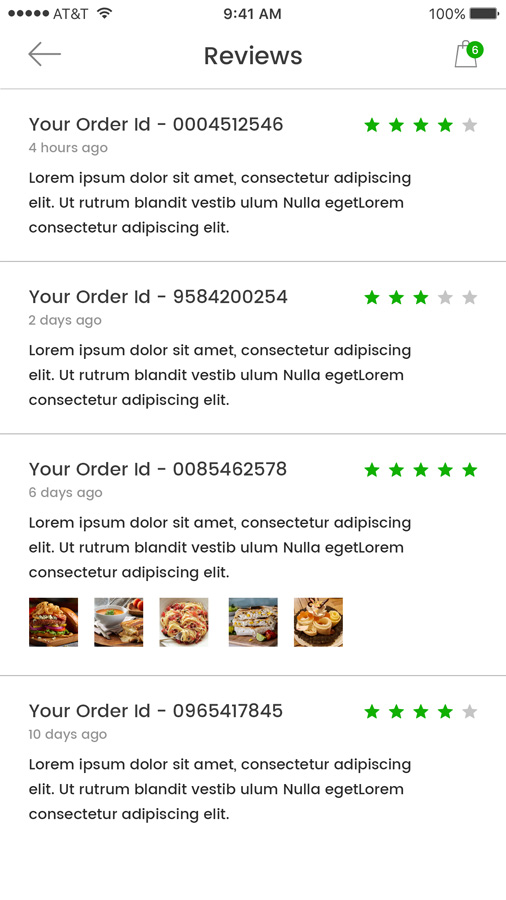 AT&T 9:41 AM 100%
Reviews 6
Your Order Id - 0004512546
4 hours ago
Lorem ipsum dolor sit amet, consectetur adipiscing
elit. Ut rutrum blandit vestib ulum Nulla egetLorem
consectetur adipiscing elit.
Your Order Id - 9584200254
2 days ago
Lorem ipsum dolor sit amet, consectetur adipiscing
elit. Ut rutrum blandit vestib ulum Nulla egetLorem
consectetur adipiscing elit.
Your Order Id - 0085462578
6 days ago
Lorem ipsum dolor sit amet, consectetur adipiscing
elit. Ut rutrum blandit vestib ulum Nulla egetLorem
consectetur adipiscing elit.
Your Order Id - 0965417845
10 days ago
Lorem ipsum dolor sit amet, consectetur adipiscing
elit. Ut rutrum blandit vestib ulum Nulla egetLorem
consectetur adipiscing elit.